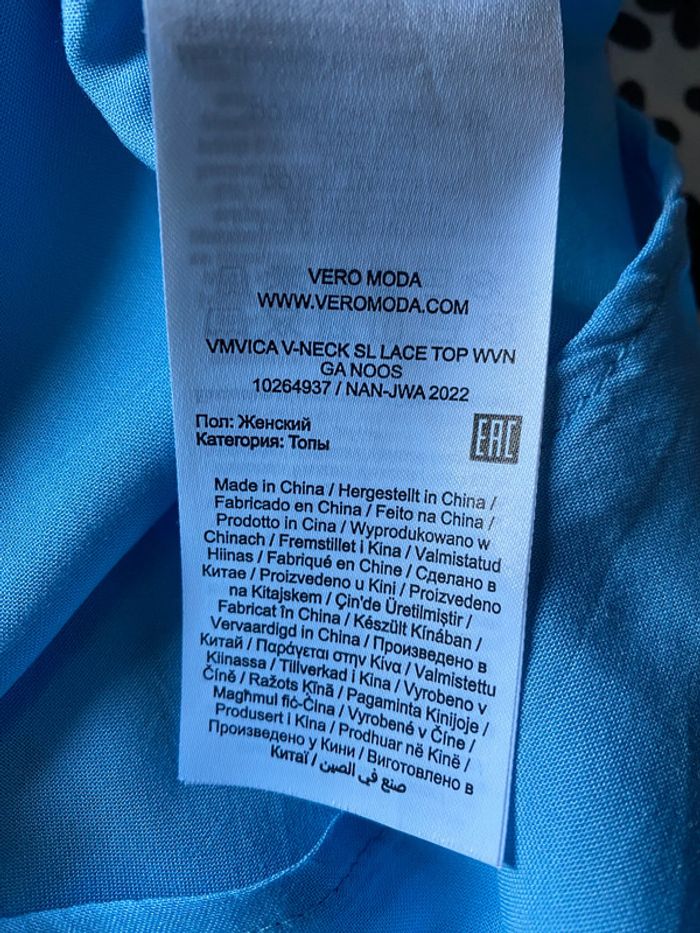 VERO MODA
WWW.VEROMODA.COM
VMVICA V-NECK SL LACE TOP WVN
GA NOOS
10264937 / NAN-JWA 2022
Пол: Женский
Категория: Топы
EAC
Made in China / Hergestellt in China /
Fabricado en China / Feito na China /
Prodotto in Cina / Wyprodukowano w
Chinach / Fremstillet i Kina / Valmistatud
Hiinas / Fabriqué en Chine / Сделано в
Китае / Proizvedeno u Kini / Proizvedeno
na Kitajskem / Çin'de Üretilmiştir /
Fabricat în China / Készült Kínában /
Vervaardigd in China / Произведено в
Китай / Παράγεται στην Κίνα / Valmistettu
Kiinassa / Tillverkad i Kina / Vyrobeno v
Číně / Ražots Ķīnā / Pagaminta Kinijoje /
Magħmul fiċ-Ċina / Vyrobené v Číne /
Produsert i Kina / Prodhuar në Kinë /
Произведено у Кини / Виготовлено в
Китаї / صنع في الصين